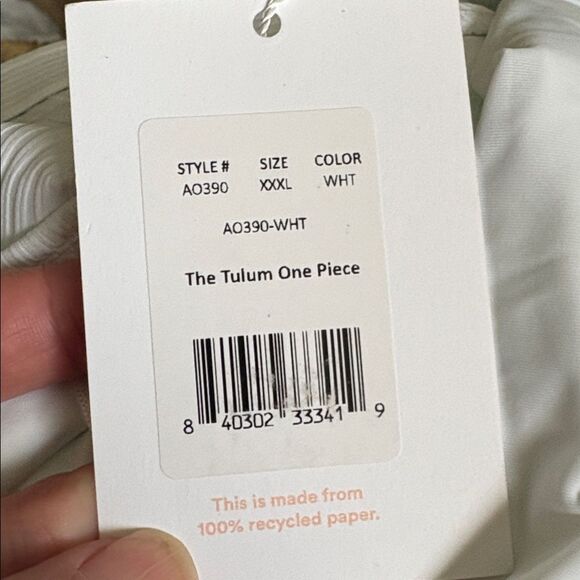 STYLE # SIZE COLOR
AO390 XXXL WHT
AO390-WHT
The Tulum One Piece
8 40302 33341 9
This is made from
100% recycled paper.